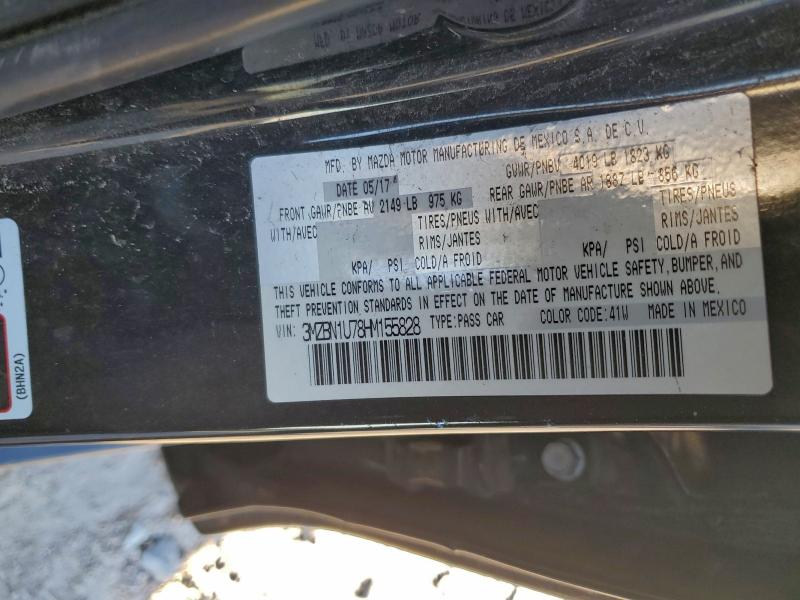 MFD. BY MAZDA MOTOR MANUFACTURING DE MEXICO S.A. DE C.V.
DATE 05/17 GVWR/PNBV 4019 LB 1823 KG
FRONT GAWR/PNBE AV 2149 LB 975 KG REAR GAWR/PNBE AR 1887 LB 856 KG
WITH/AVEC TIRES/PNEUS WITH/AVEC TIRES/PNEUS
RIMS/JANTES RIMS/JANTES
KPA/ PSI COLD/A FROID KPA/ PSI COLD/A FROID
THIS VEHICLE CONFORMS TO ALL APPLICABLE FEDERAL MOTOR VEHICLE SAFETY, BUMPER, AND
THEFT PREVENTION STANDARDS IN EFFECT ON THE DATE OF MANUFACTURE SHOWN ABOVE.
VIN: 3MZBN1U78HM155828 TYPE:PASS CAR COLOR CODE:41W MADE IN MEXICO
(BHN2A)